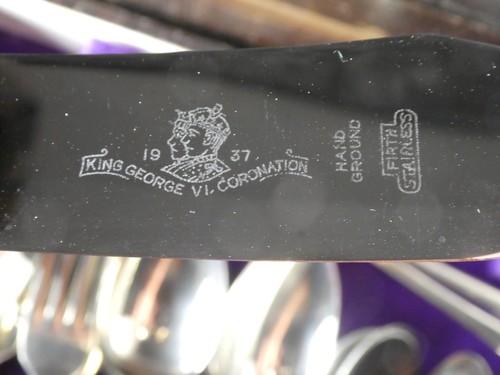 19 37
KING GEORGE VI. CORONATION
HAND
GROUND
FIRTH
STAINLESS